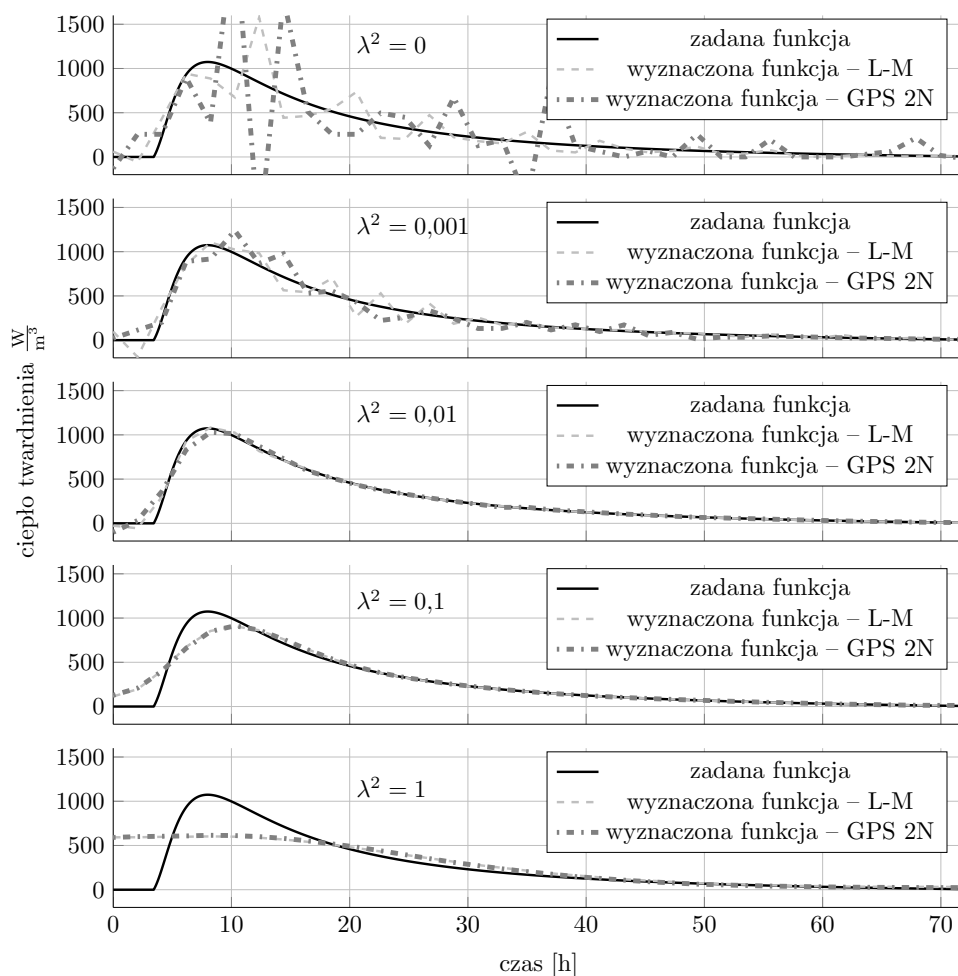 1500
1000
500
0
λ² = 0
zadana funkcja
wyznaczona funkcja – L-M
wyznaczona funkcja – GPS 2N
1500
1000
500
0
λ² = 0,001
zadana funkcja
wyznaczona funkcja – L-M
wyznaczona funkcja – GPS 2N
ciepło twardnienia W/m³
1500
1000
500
0
λ² = 0,01
zadana funkcja
wyznaczona funkcja – L-M
wyznaczona funkcja – GPS 2N
1500
1000
500
0
λ² = 0,1
zadana funkcja
wyznaczona funkcja – L-M
wyznaczona funkcja – GPS 2N
1500
1000
500
0
λ² = 1
zadana funkcja
wyznaczona funkcja – L-M
wyznaczona funkcja – GPS 2N
0 10 20 30 40 50 60 70
czas [h]